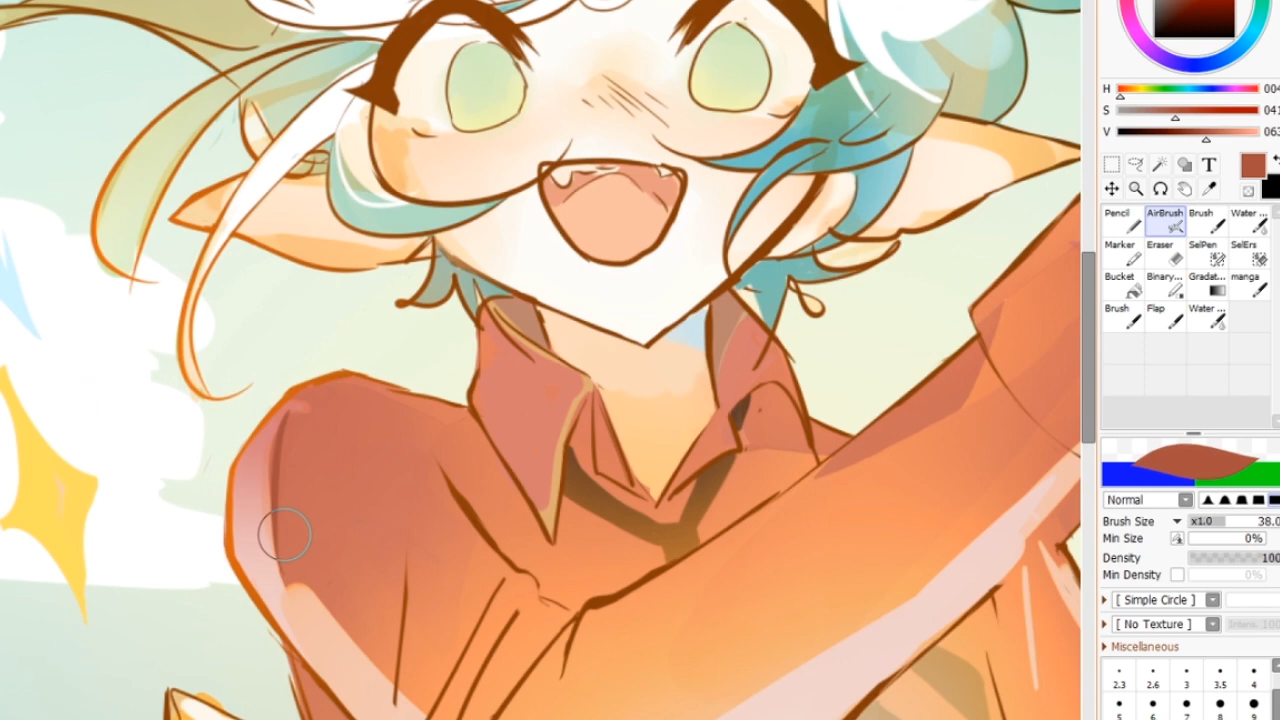 H 004
S 041
V 063
T
Pencil AirBrush Brush Water ...
Marker Eraser SelPen SelErs
Bucket Binary... Gradat... manga
Brush Flap Water ...
Normal
Brush Size x1.0 38.0
Min Size 0%
Density 100
Min Density 0%
[ Simple Circle ]
[ No Texture ] Intens. 100
Miscellaneous
2.3 2.6 3 3.5 4
5 6 7 8 9